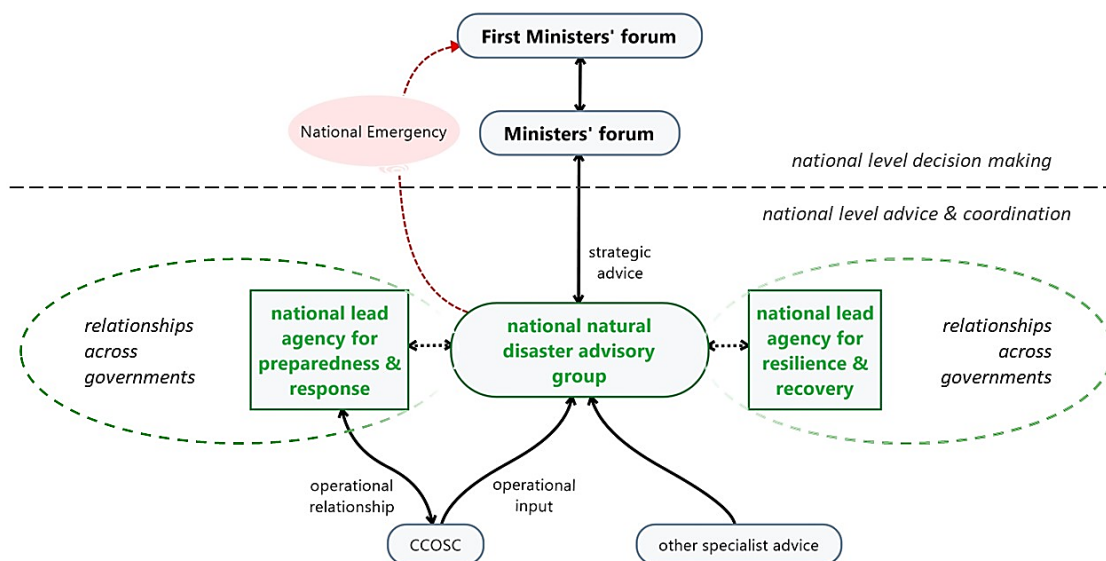 First Ministers' forum
National Emergency
Ministers' forum
national level decision making
national level advice & coordination
strategic
advice
relationships
across
governments
national lead
agency for
preparedness &
response
national natural
disaster advisory
group
national lead
agency for
resilience &
recovery
relationships
across
governments
operational
relationship
operational
input
CCOSC
other specialist advice